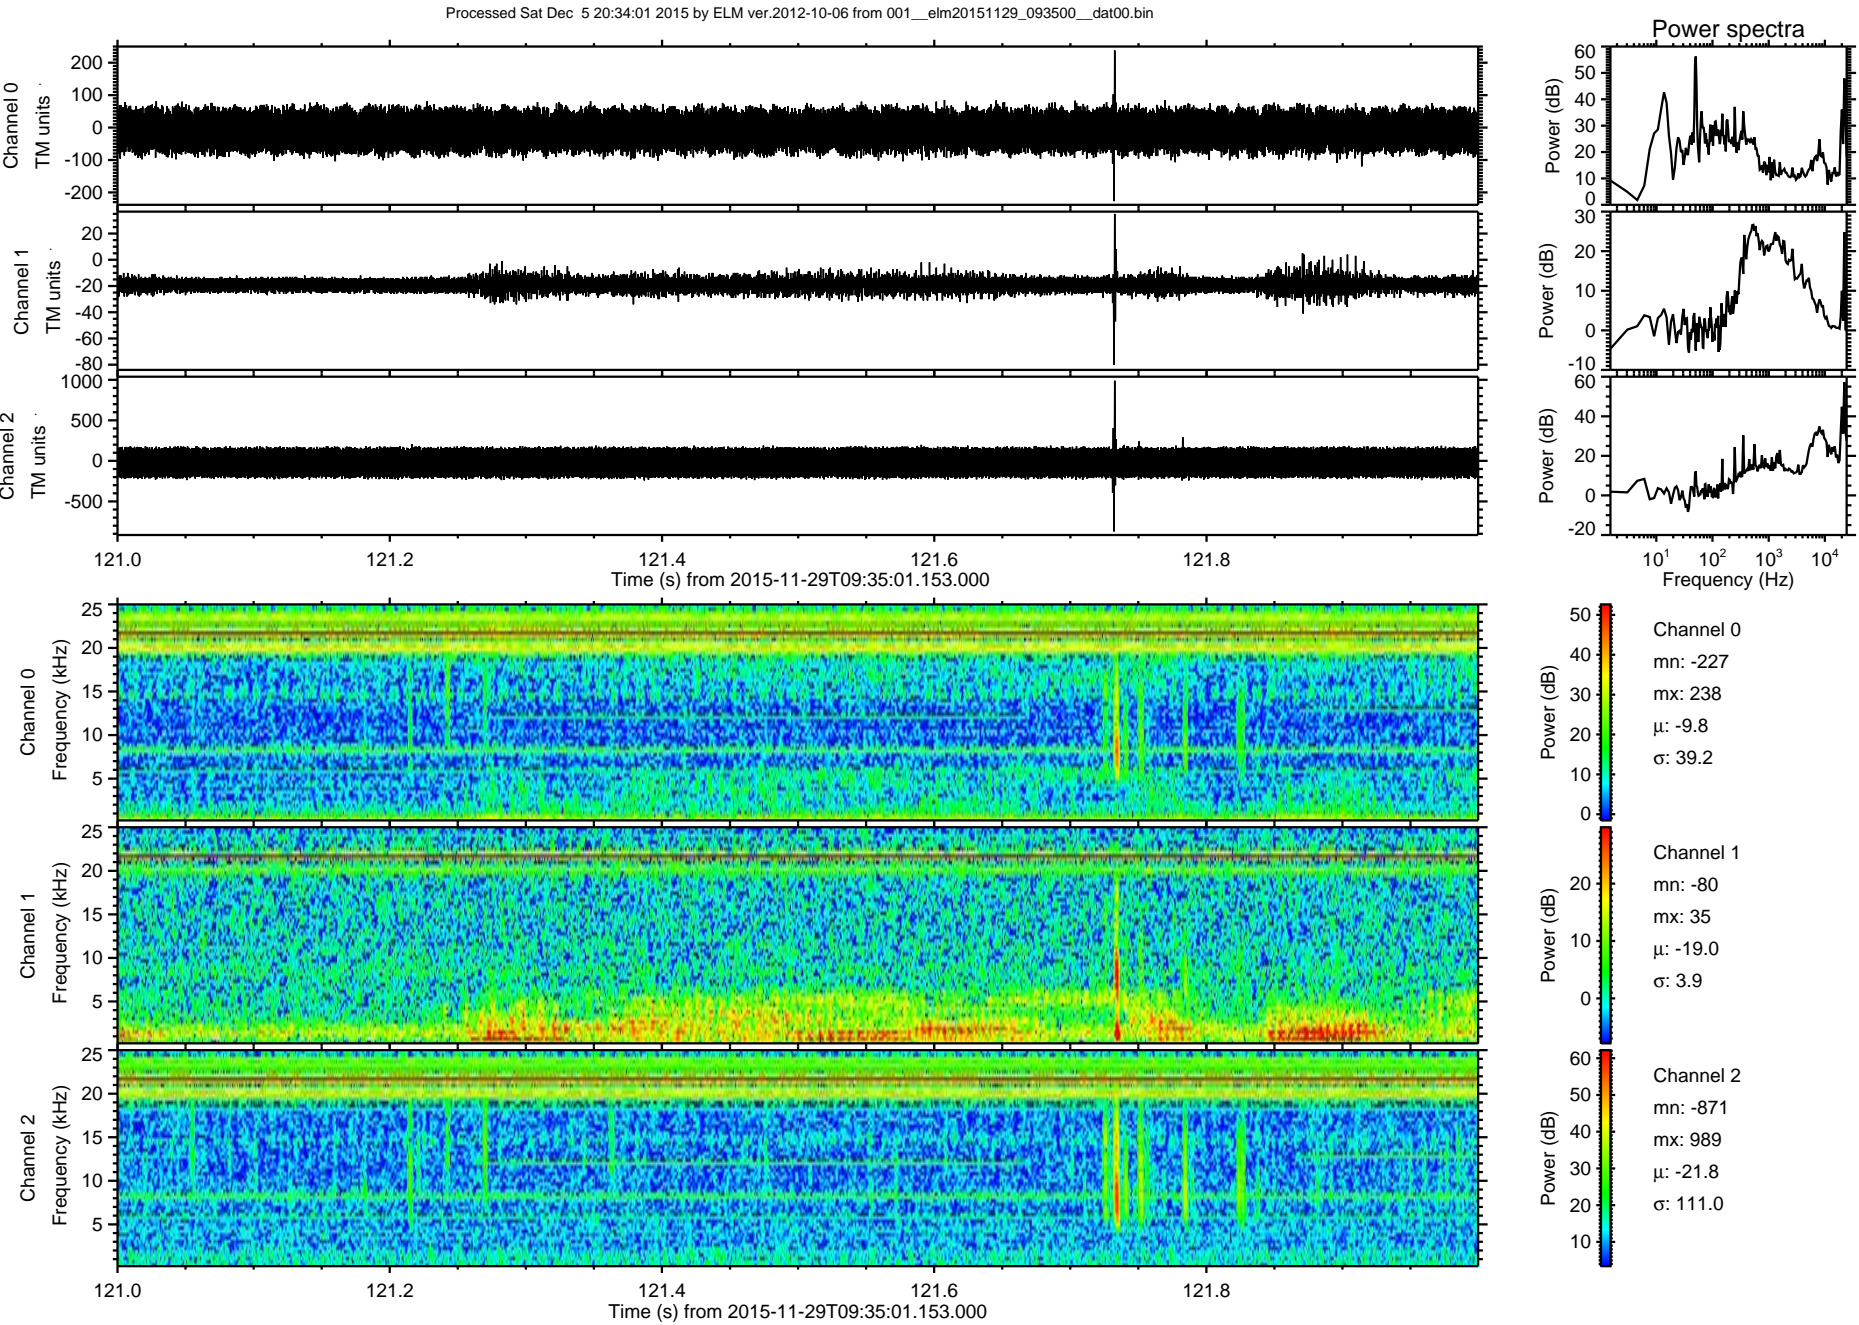 Processed Sat Dec  5 20:34:01 2015 by ELM ver.2012-10-06 from 001__elm20151129_093500__dat00.bin
Power spectra
Channel 0
TM units
200
100
0
-100
-200
Power (dB)
60
50
40
30
20
10
0
Channel 1
TM units
20
0
-20
-40
-60
-80
Power (dB)
30
20
10
0
-10
Channel 2
TM units
1000
500
0
-500
Power (dB)
60
40
20
0
-20
121.0 121.2 121.4 121.6 121.8
Time (s) from 2015-11-29T09:35:01.153.000
10¹ 10² 10³ 10⁴
Frequency (Hz)
Channel 0
Frequency (kHz)
25
20
15
10
5
Power (dB)
50
40
30
20
10
0
Channel 0
mn: -227
mx: 238
μ: -9.8
σ: 39.2
Channel 1
Frequency (kHz)
25
20
15
10
5
Power (dB)
20
10
0
Channel 1
mn: -80
mx: 35
μ: -19.0
σ: 3.9
Channel 2
Frequency (kHz)
25
20
15
10
5
Power (dB)
60
50
40
30
20
10
Channel 2
mn: -871
mx: 989
μ: -21.8
σ: 111.0
121.0 121.2 121.4 121.6 121.8
Time (s) from 2015-11-29T09:35:01.153.000